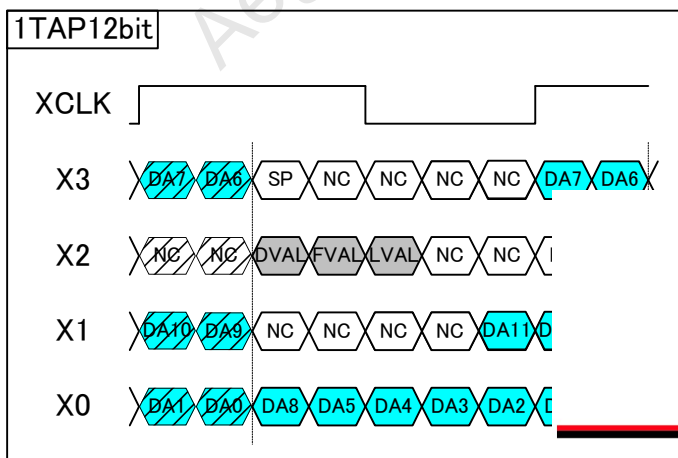 1TAP12bit
XCLK
X3 DA7 DA6 SP NC NC NC NC DA7 DA6
X2 NC NC DVAL FVAL LVAL NC NC
X1 DA10 DA9 NC NC NC NC DA11
X0 DA1 DA0 DA8 DA5 DA4 DA3 DA2